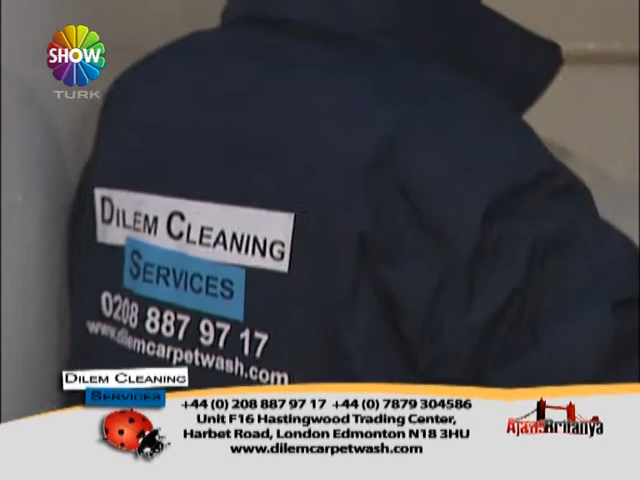 SHOW
TURK
DILEM CLEANING
SERVICES
0208 887 97 17
www.dilemcarpetwash.com
DILEM CLEANING
SERVICES
+44 (0) 208 887 97 17 +44 (0) 7879 304586
Unit F16 Hastingwood Trading Center,
Harbet Road, London Edmonton N18 3HU
www.dilemcarpetwash.com
AjansBritanya